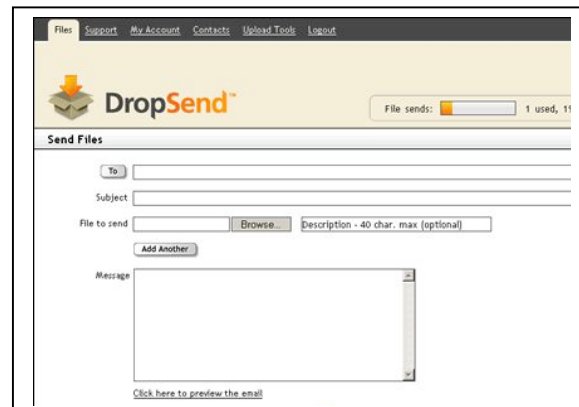 Files Support My Account Contacts Upload Tools Logout
DropSend™
File sends: 1 used, 19
Send Files
To
Subject
File to send Browse... Description - 40 char. max (optional)
Add Another
Message
Click here to preview the email